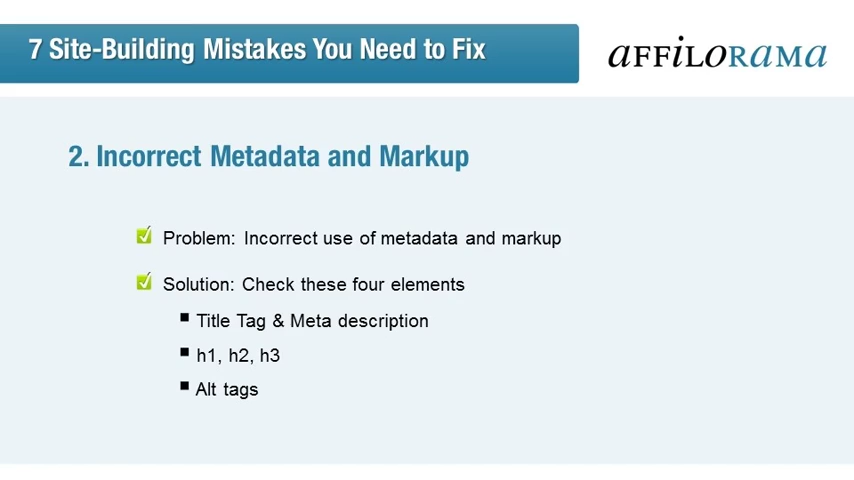 7 Site-Building Mistakes You Need to Fix
AFFILORAMA
2. Incorrect Metadata and Markup
Problem: Incorrect use of metadata and markup
Solution: Check these four elements
Title Tag & Meta description
h1, h2, h3
Alt tags